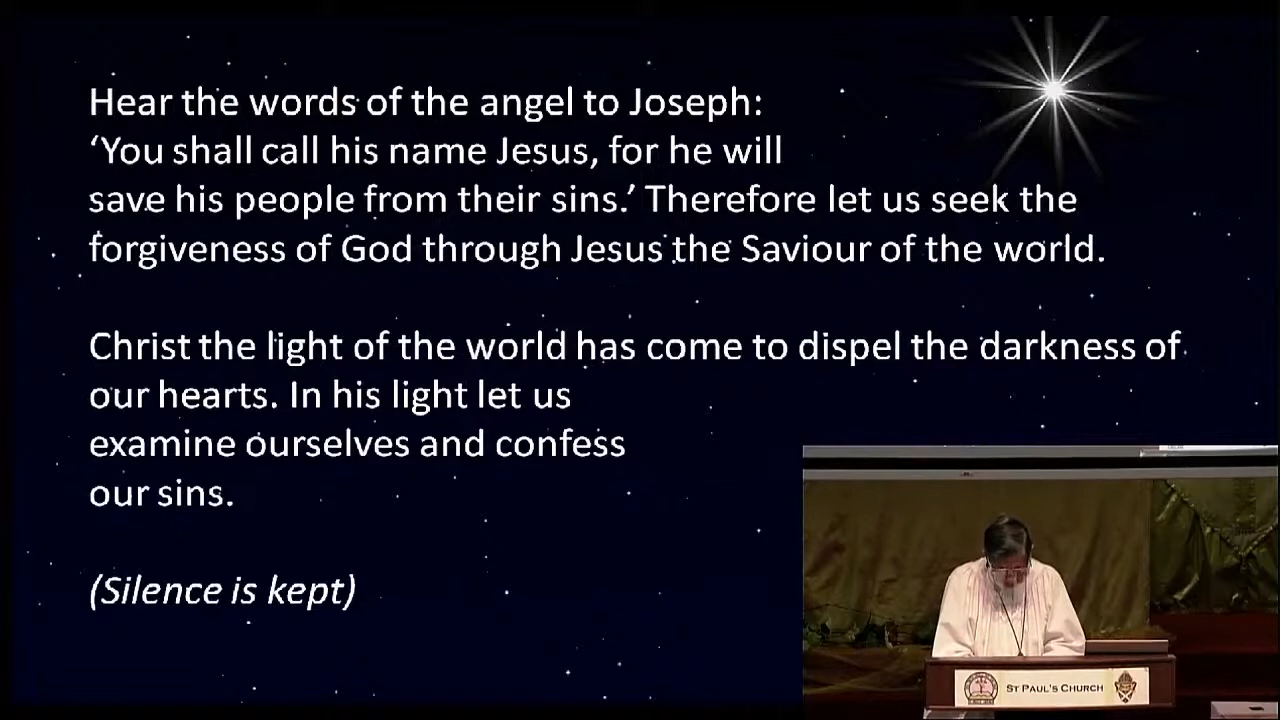 Hear the words of the angel to Joseph:
‘You shall call his name Jesus, for he will
save his people from their sins.’ Therefore let us seek the
forgiveness of God through Jesus the Saviour of the world.
Christ the light of the world has come to dispel the darkness of
our hearts. In his light let us
examine ourselves and confess
our sins.
(Silence is kept)
ST PAUL'S CHURCH